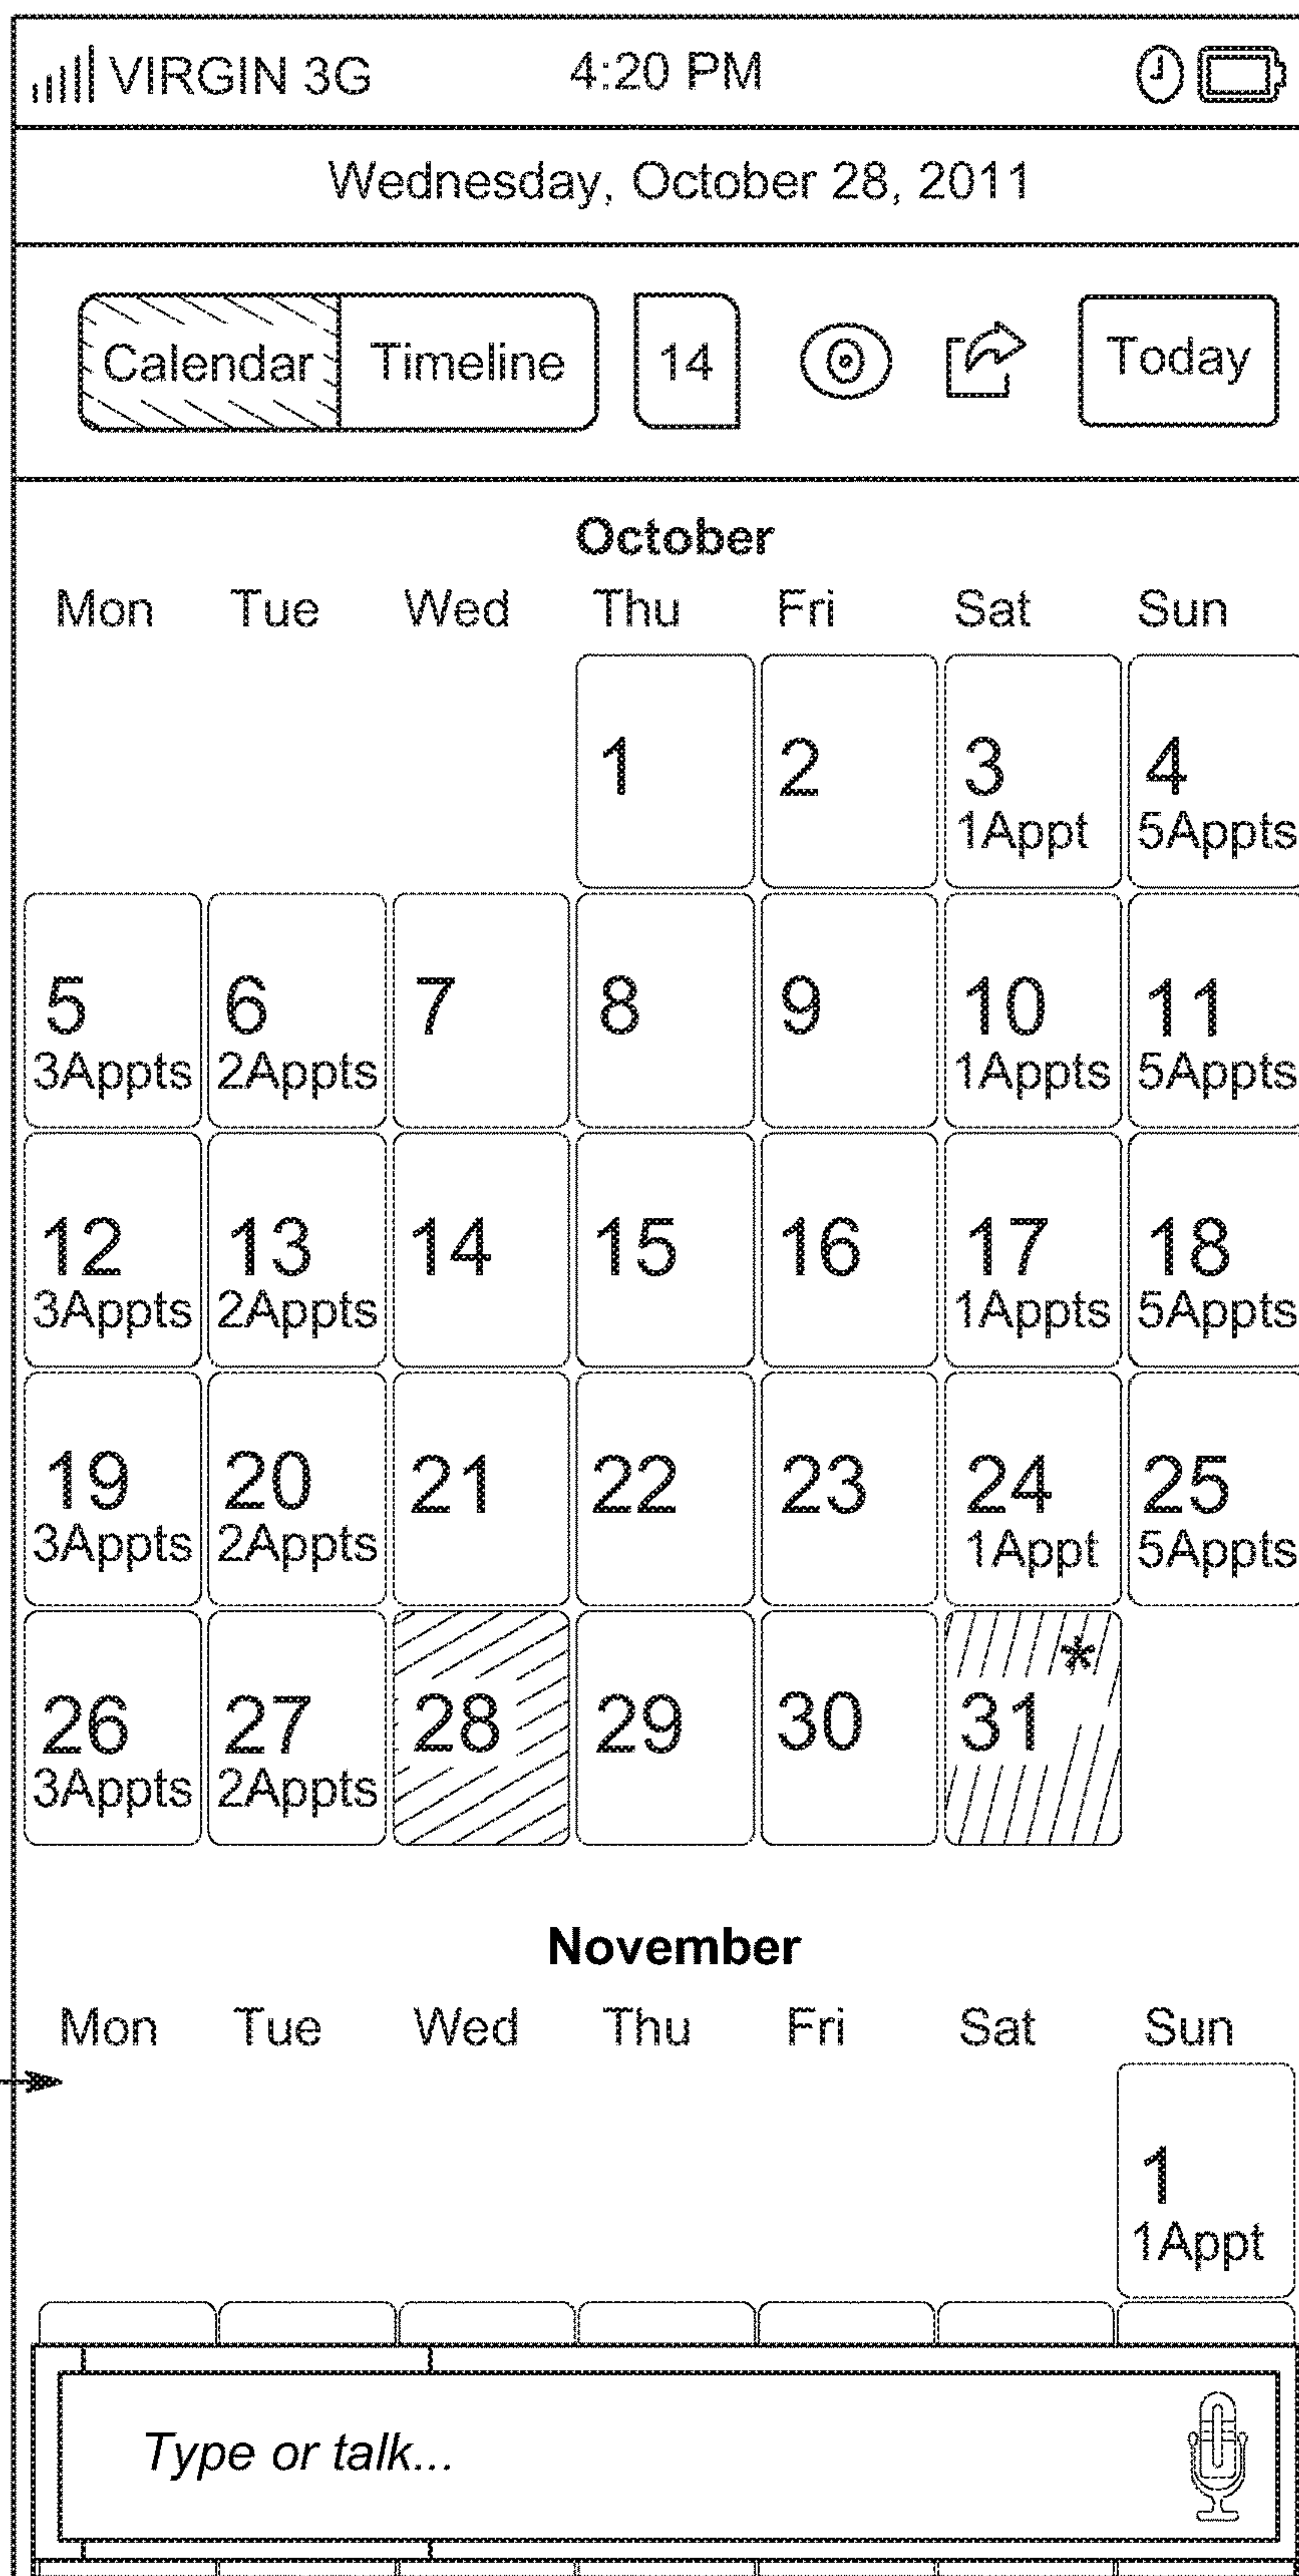 VIRGIN 3G 4:20 PM
Wednesday, October 28, 2011
Calendar Timeline 14 Today
October
Mon Tue Wed Thu Fri Sat Sun
1 2 3 4
1Appt 5Appts
5 6 7 8 9 10 11
3Appts 2Appts 1Appts 5Appts
12 13 14 15 16 17 18
3Appts 2Appts 1Appts 5Appts
19 20 21 22 23 24 25
3Appts 2Appts 1Appt 5Appts
*
26 27 28 29 30 31
3Appts 2Appts
November
Mon Tue Wed Thu Fri Sat Sun
1
1Appt
Type or talk...